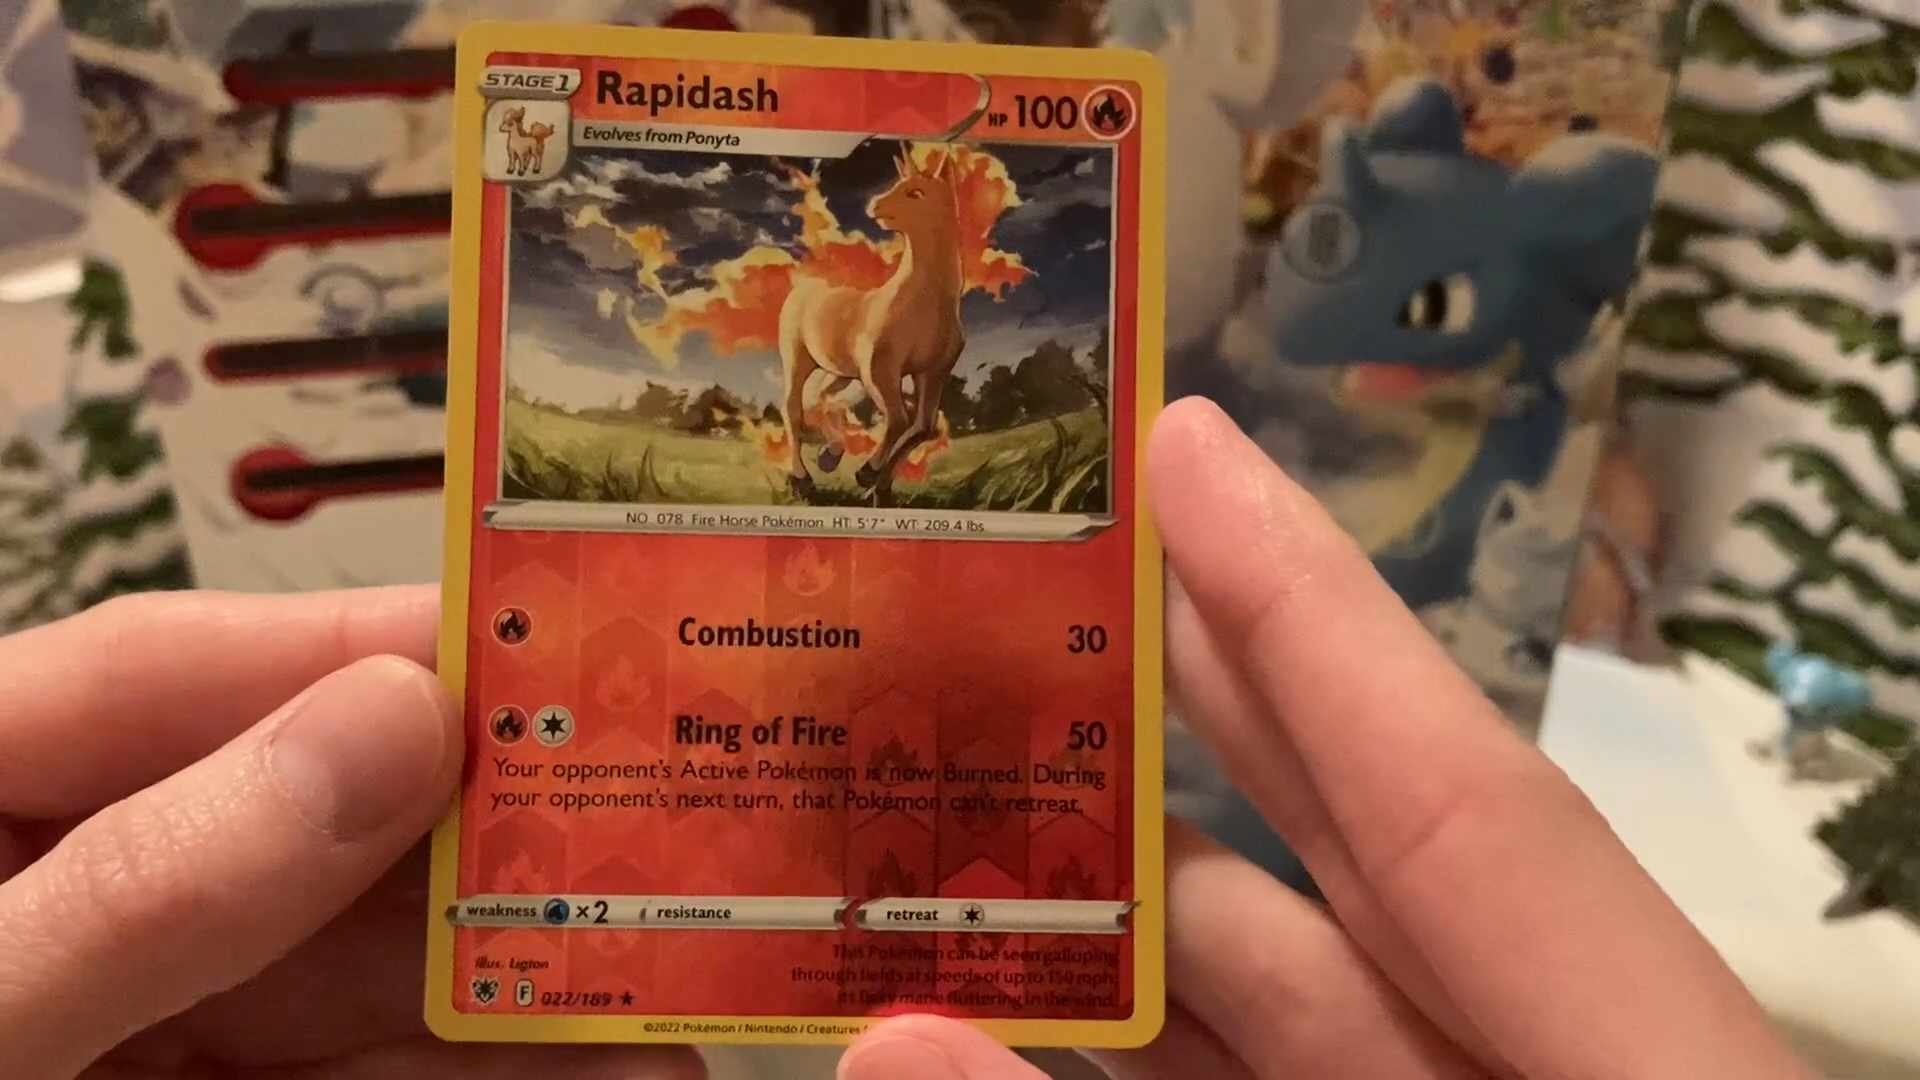 STAGE 1
Rapidash
HP 100
Evolves from Ponyta
NO. 078 Fire Horse Pokémon HT: 5'7" WT: 209.4 lbs.
Combustion 30
Ring of Fire 50
Your opponent's Active Pokémon is now Burned. During
your opponent's next turn, that Pokémon can't retreat.
weakness ×2 resistance retreat
This Pokémon can be seen galloping
through fields at speeds of up to 150 mph,
its fiery mane fluttering in the wind.
Illus. Ligton
F 022/189 ★
©2022 Pokémon / Nintendo / Creatures /